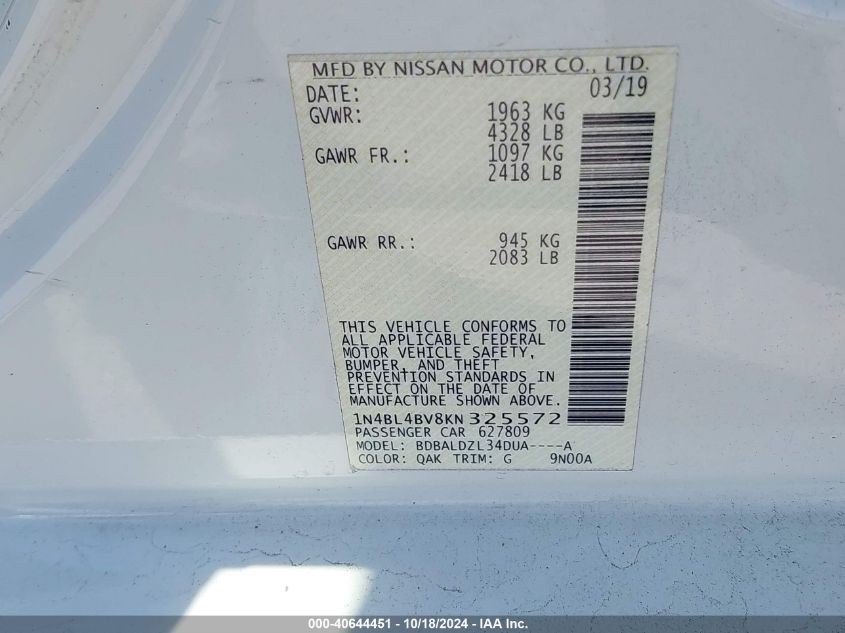 MFD BY NISSAN MOTOR CO., LTD.
DATE: 03/19
GVWR: 1963 KG
4328 LB
GAWR FR.: 1097 KG
2418 LB
GAWR RR.: 945 KG
2083 LB
THIS VEHICLE CONFORMS TO
ALL APPLICABLE FEDERAL
MOTOR VEHICLE SAFETY,
BUMPER, AND THEFT
PREVENTION STANDARDS IN
EFFECT ON THE DATE OF
MANUFACTURE SHOWN ABOVE.
1N4BL4BV8KN325572
PASSENGER CAR 627809
MODEL: BDBALDZL34DUA----A
COLOR: QAK TRIM: G 9N00A
000-40644451 - 10/18/2024 - IAA Inc.